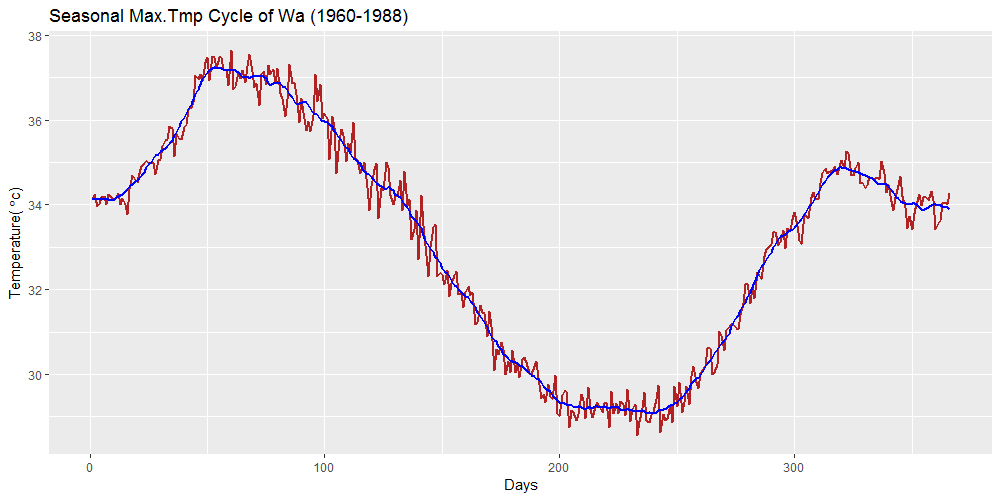 Seasonal Max.Tmp Cycle of Wa (1960-1988)
38
36
34
32
30
Temperature( °c)
0 100 200 300
Days